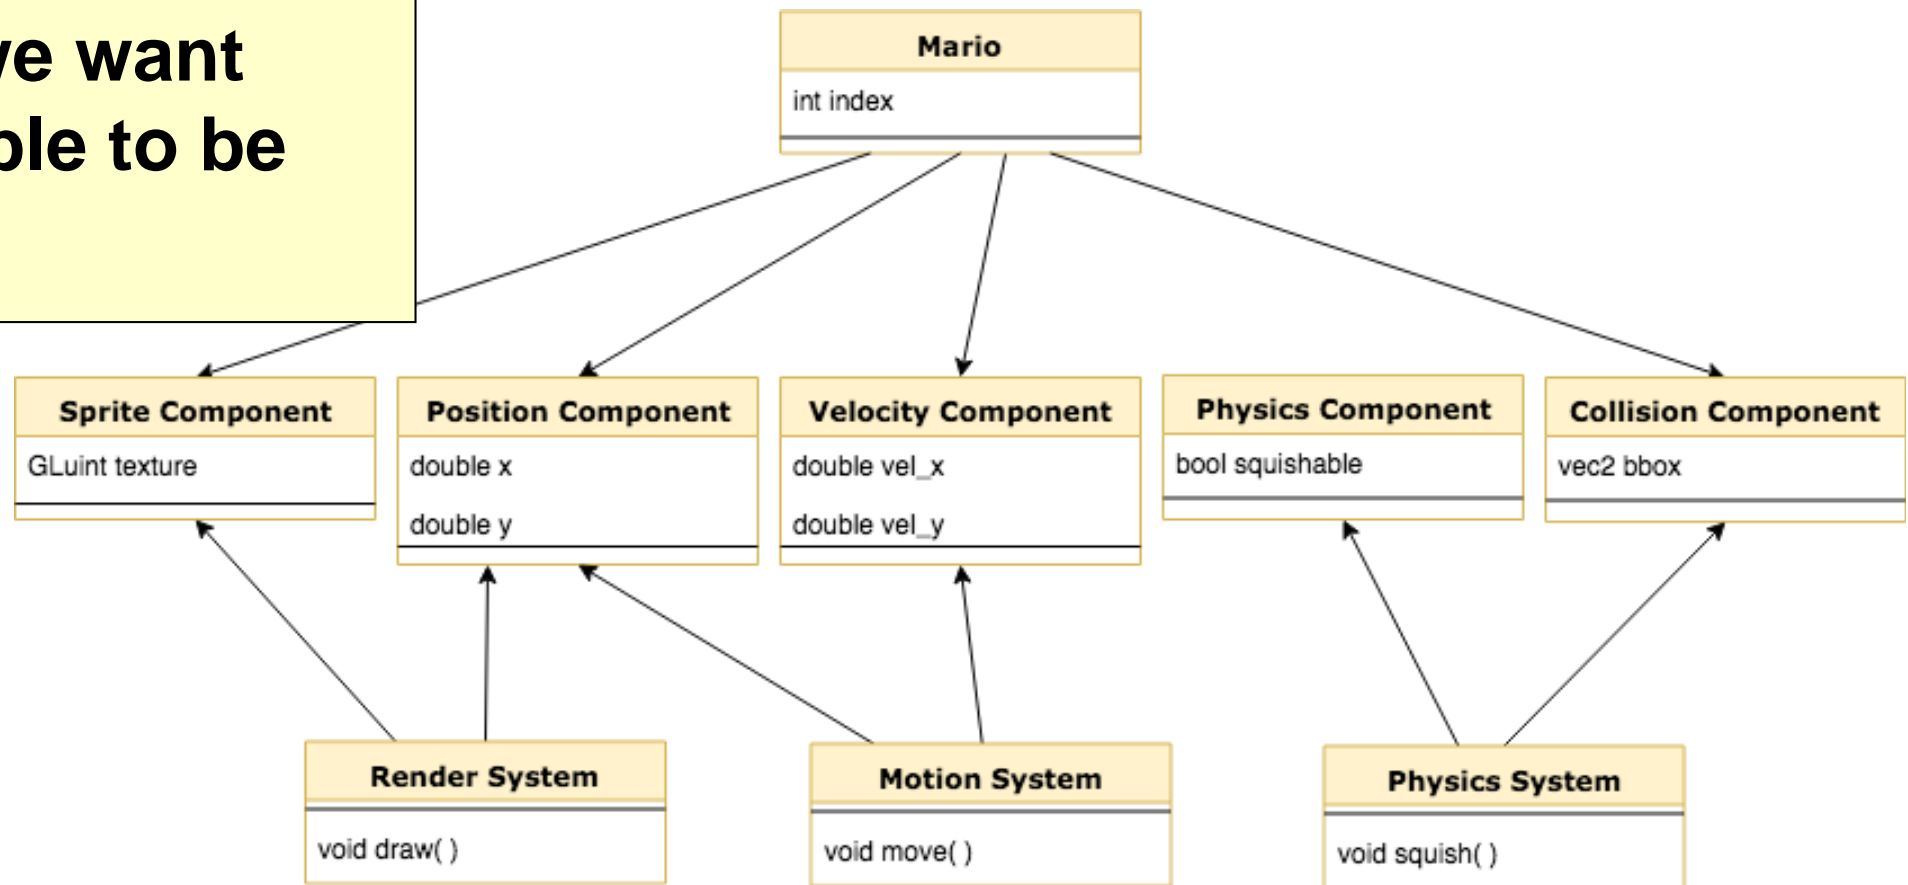 we want
to be
Mario
int index
Sprite Component
GLuint texture
Position Component
double x
double y
Velocity Component
double vel_x
double vel_y
Physics Component
bool squishable
Collision Component
vec2 bbox
Render System
void draw( )
Motion System
void move( )
Physics System
void squish( )